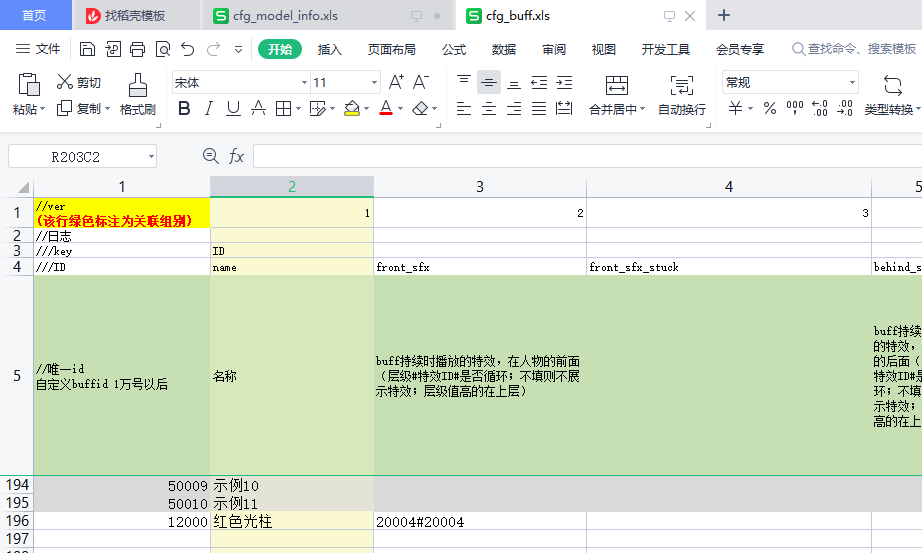 首页 找稻壳模板 cfg_model_info.xls cfg_buff.xls
文件 开始 插入 页面布局 公式 数据 审阅 视图 开发工具 会员专享 查找命令、搜索模板
粘贴 剪切 复制 格式刷 宋体 11 A+ A- B I U A 合并居中 自动换行 常规 类型转换
R203C2 fx
1 2 3 4 5
1 //ver 1 2 3
(该行绿色标注为关联组别)
2 //日志
3 ///key ID
4 ///ID name front_sfx front_sfx_stuck behind_s
5
//唯一id
自定义buffid 1万号以后
名称
buff持续时播放的特效，在人物的前面
（层级#特效ID#是否循环；不填则不展
示特效；层级值高的在上层）
buff持续
的特效，
的后面（
特效ID#是
环；不填
示特效；
高的在上
194 50009 示例10
195 50010 示例11
196 12000 红色光柱 20004#20004
197